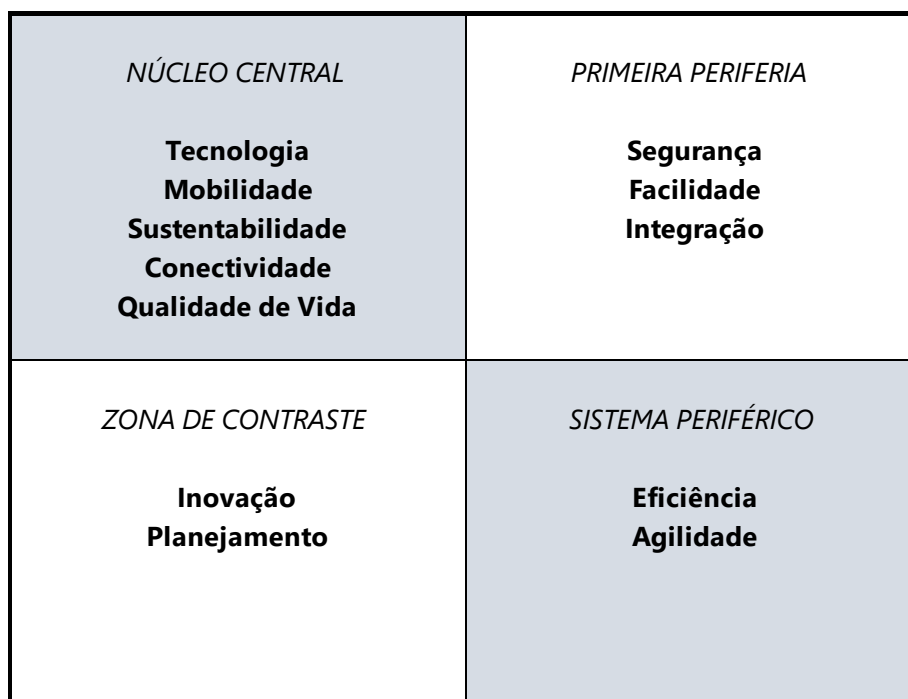 NÚCLEO CENTRAL
Tecnologia
Mobilidade
Sustentabilidade
Conectividade
Qualidade de Vida
PRIMEIRA PERIFERIA
Segurança
Facilidade
Integração
ZONA DE CONTRASTE
Inovação
Planejamento
SISTEMA PERIFÉRICO
Eficiência
Agilidade